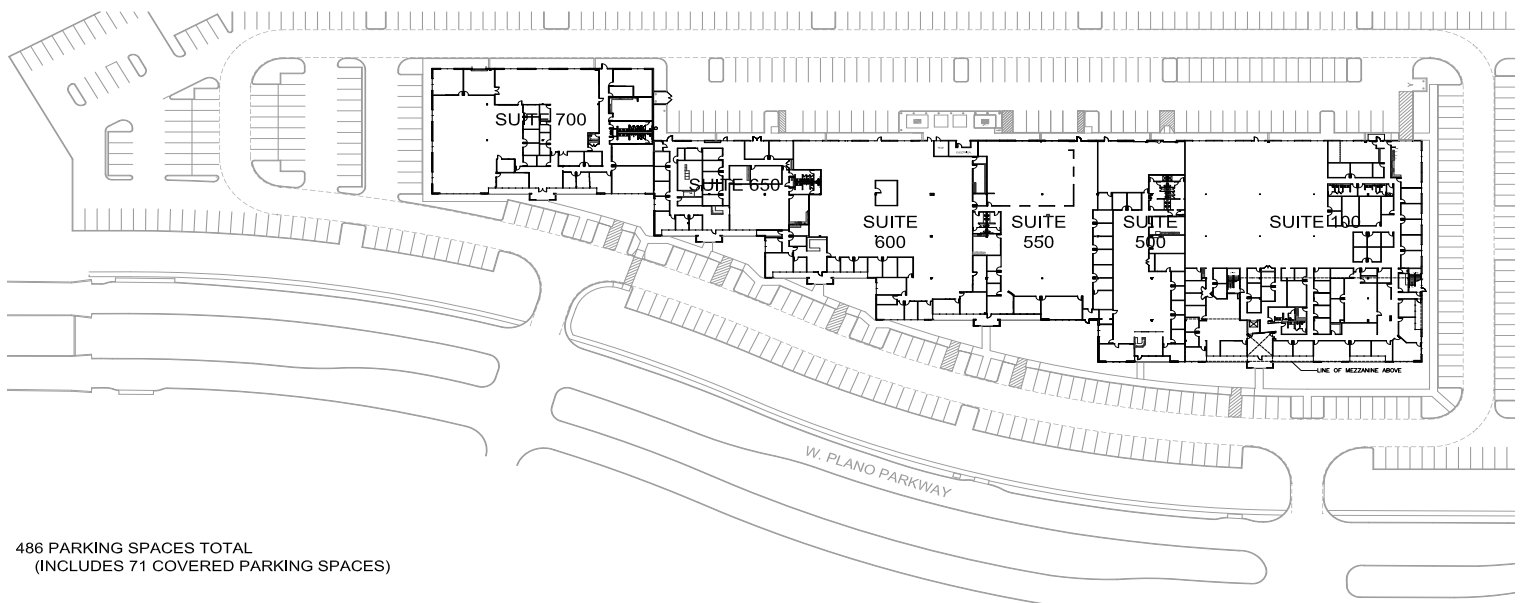 SUITE 700
SUITE 650
SUITE
600
SUITE
550
SUITE
500
SUITE 100
LINE OF MEZZANINE ABOVE
W. PLANO PARKWAY
486 PARKING SPACES TOTAL
(INCLUDES 71 COVERED PARKING SPACES)